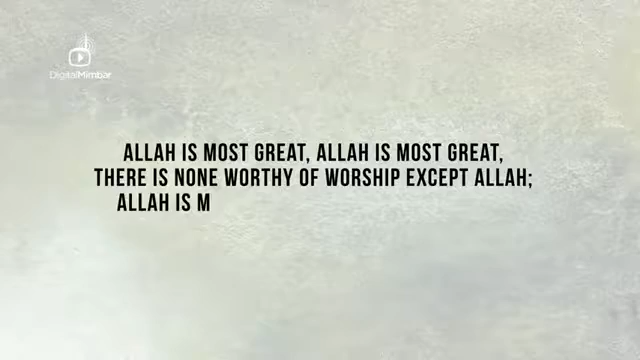 DigitalMimbar
ALLAH IS MOST GREAT, ALLAH IS MOST GREAT,
THERE IS NONE WORTHY OF WORSHIP EXCEPT ALLAH;
ALLAH IS M